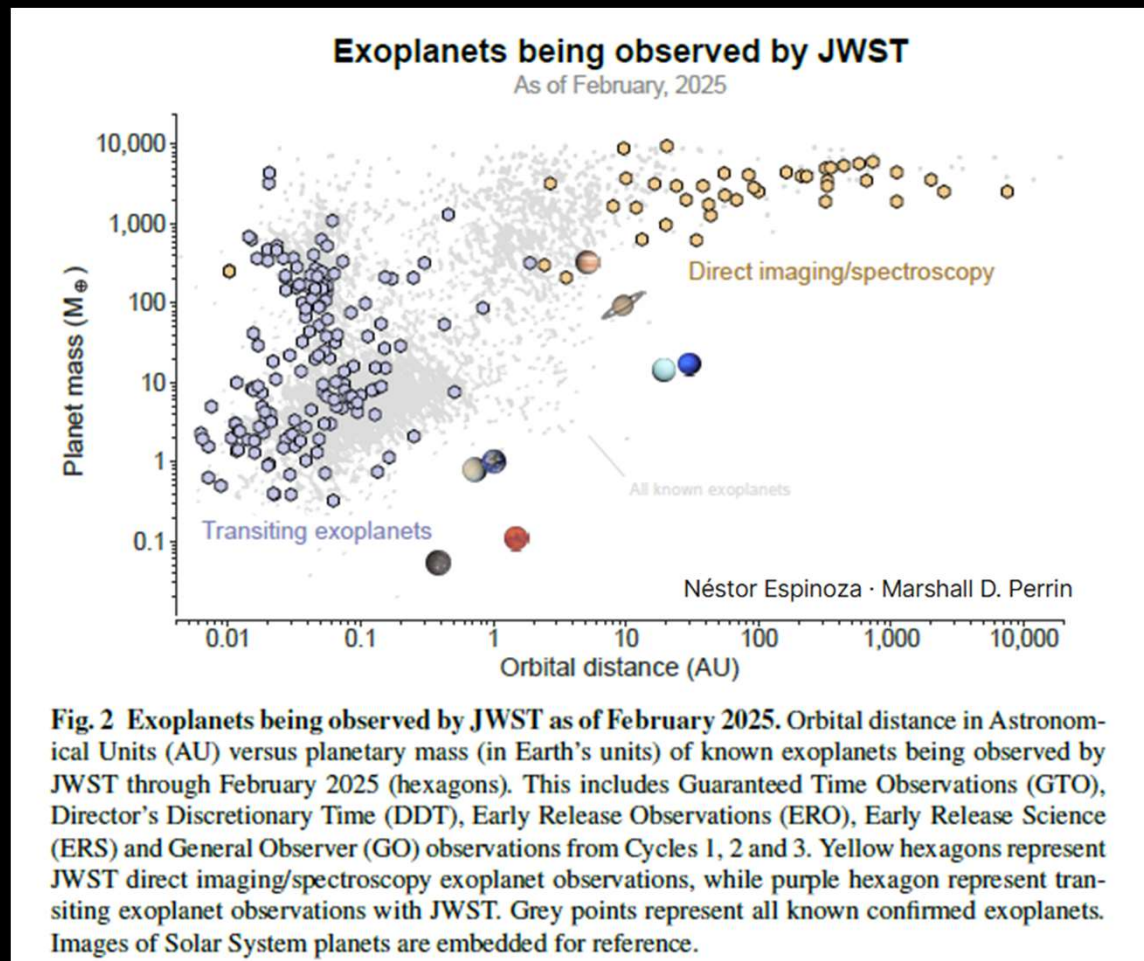 Exoplanets being observed by JWST
As of February, 2025
Planet mass (M⊕)
10,000
1,000
100
10
1
0.1
Direct imaging/spectroscopy
All known exoplanets
Transiting exoplanets
Néstor Espinoza · Marshall D. Perrin
0.01 0.1 1 10 100 1,000 10,000
Orbital distance (AU)
Fig. 2 Exoplanets being observed by JWST as of February 2025. Orbital distance in Astronom-
ical Units (AU) versus planetary mass (in Earth's units) of known exoplanets being observed by
JWST through February 2025 (hexagons). This includes Guaranteed Time Observations (GTO),
Director's Discretionary Time (DDT), Early Release Observations (ERO), Early Release Science
(ERS) and General Observer (GO) observations from Cycles 1, 2 and 3. Yellow hexagons represent
JWST direct imaging/spectroscopy exoplanet observations, while purple hexagon represent tran-
siting exoplanet observations with JWST. Grey points represent all known confirmed exoplanets.
Images of Solar System planets are embedded for reference.